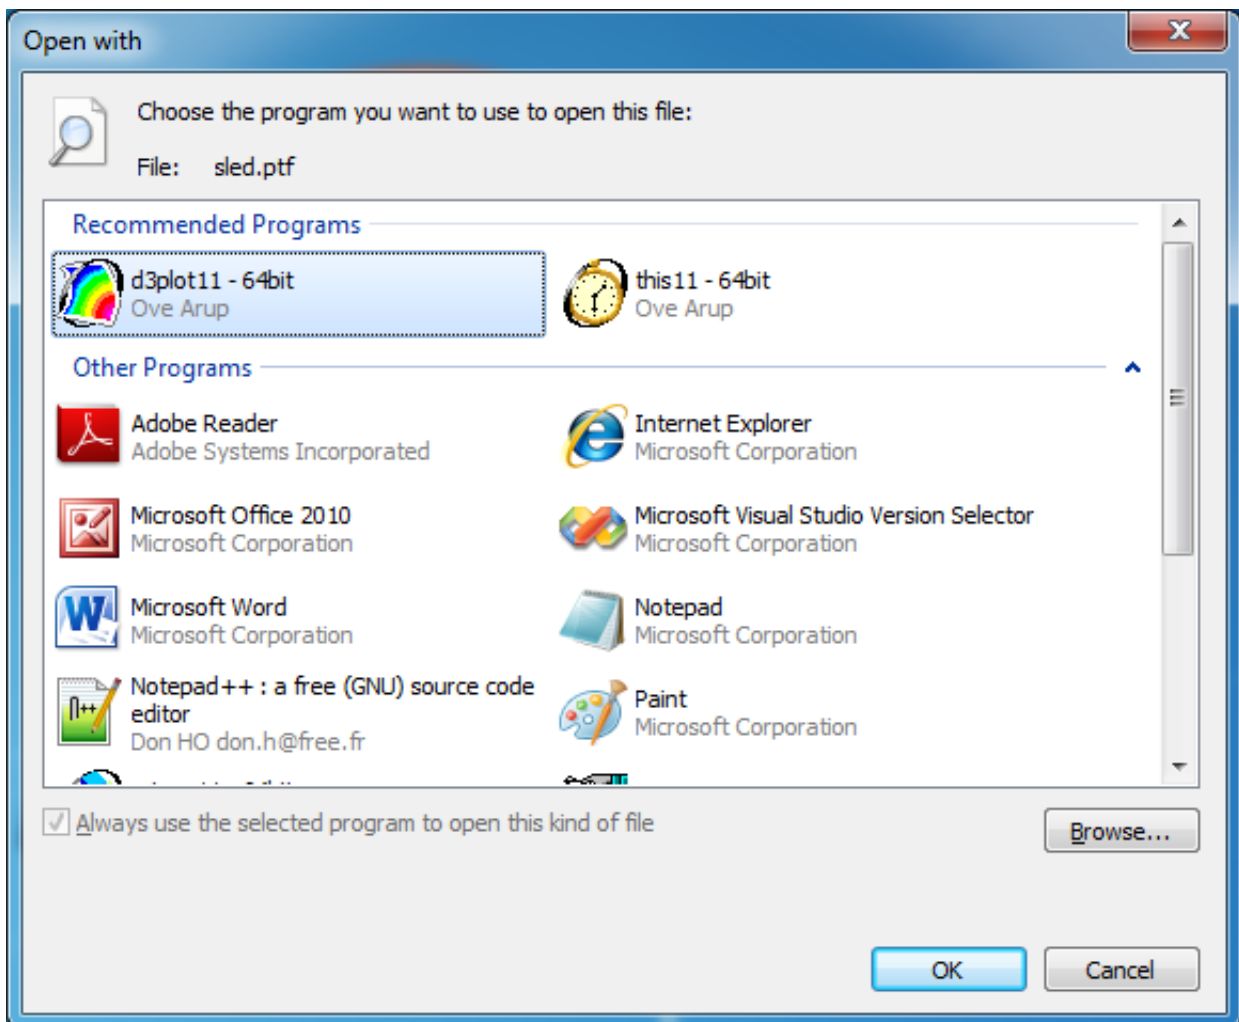 Open with
Choose the program you want to use to open this file:
File: sled.ptf
Recommended Programs
d3plot11 - 64bit
Ove Arup
this11 - 64bit
Ove Arup
Other Programs
Adobe Reader
Adobe Systems Incorporated
Internet Explorer
Microsoft Corporation
Microsoft Office 2010
Microsoft Corporation
Microsoft Visual Studio Version Selector
Microsoft Corporation
Microsoft Word
Microsoft Corporation
Notepad
Microsoft Corporation
Notepad++ : a free (GNU) source code
editor
Don HO don.h@free.fr
Paint
Microsoft Corporation
Always use the selected program to open this kind of file
Browse...
OK
Cancel